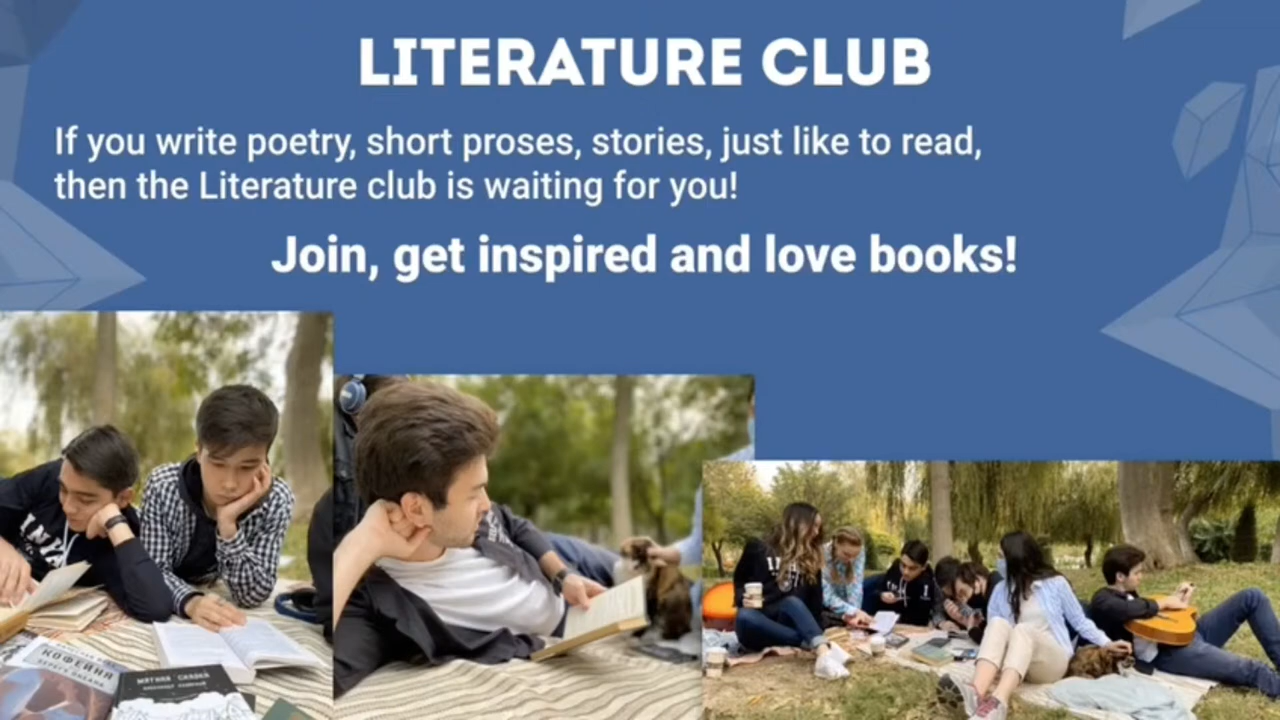 LITERATURE CLUB
If you write poetry, short proses, stories, just like to read,
then the Literature club is waiting for you!
Join, get inspired and love books!
КОФЕЙНЯ
МЯТНАЯ СКАЗКА